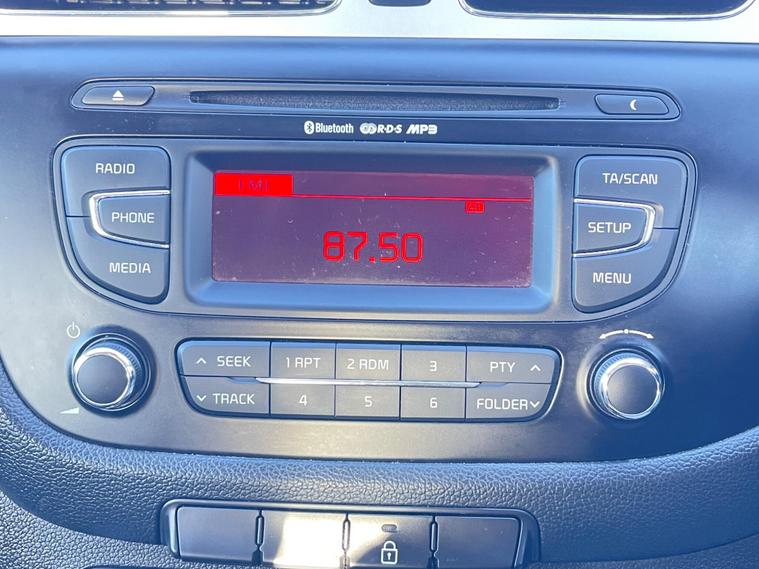 Bluetooth R·D·S MP3
RADIO
PHONE
MEDIA
87.50
TA/SCAN
SETUP
MENU
SEEK 1 RPT 2 RDM 3 PTY
TRACK 4 5 6 FOLDER